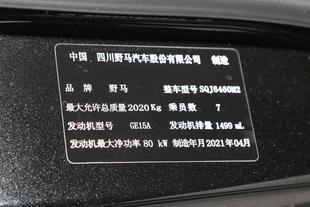 中国 四川野马汽车股份有限公司 制造
品牌 野马 整车型号 SQJ6460M2
最大允许总质量 2020Kg 乘员数 7
发动机型号 GE15A 发动机排量 1499 mL
发动机最大净功率 80 kW 制造年月 2021年04月